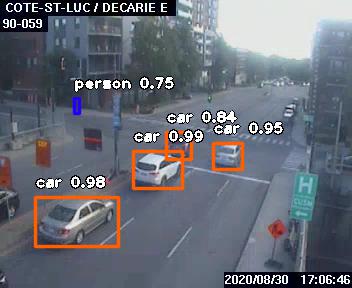 COTE-ST-LUC / DECARIE E
90-059
person 0.75
car 0.84
car 0.99
car 0.95
car 0.98
H
CUSM
2020/08/30 17:06:46